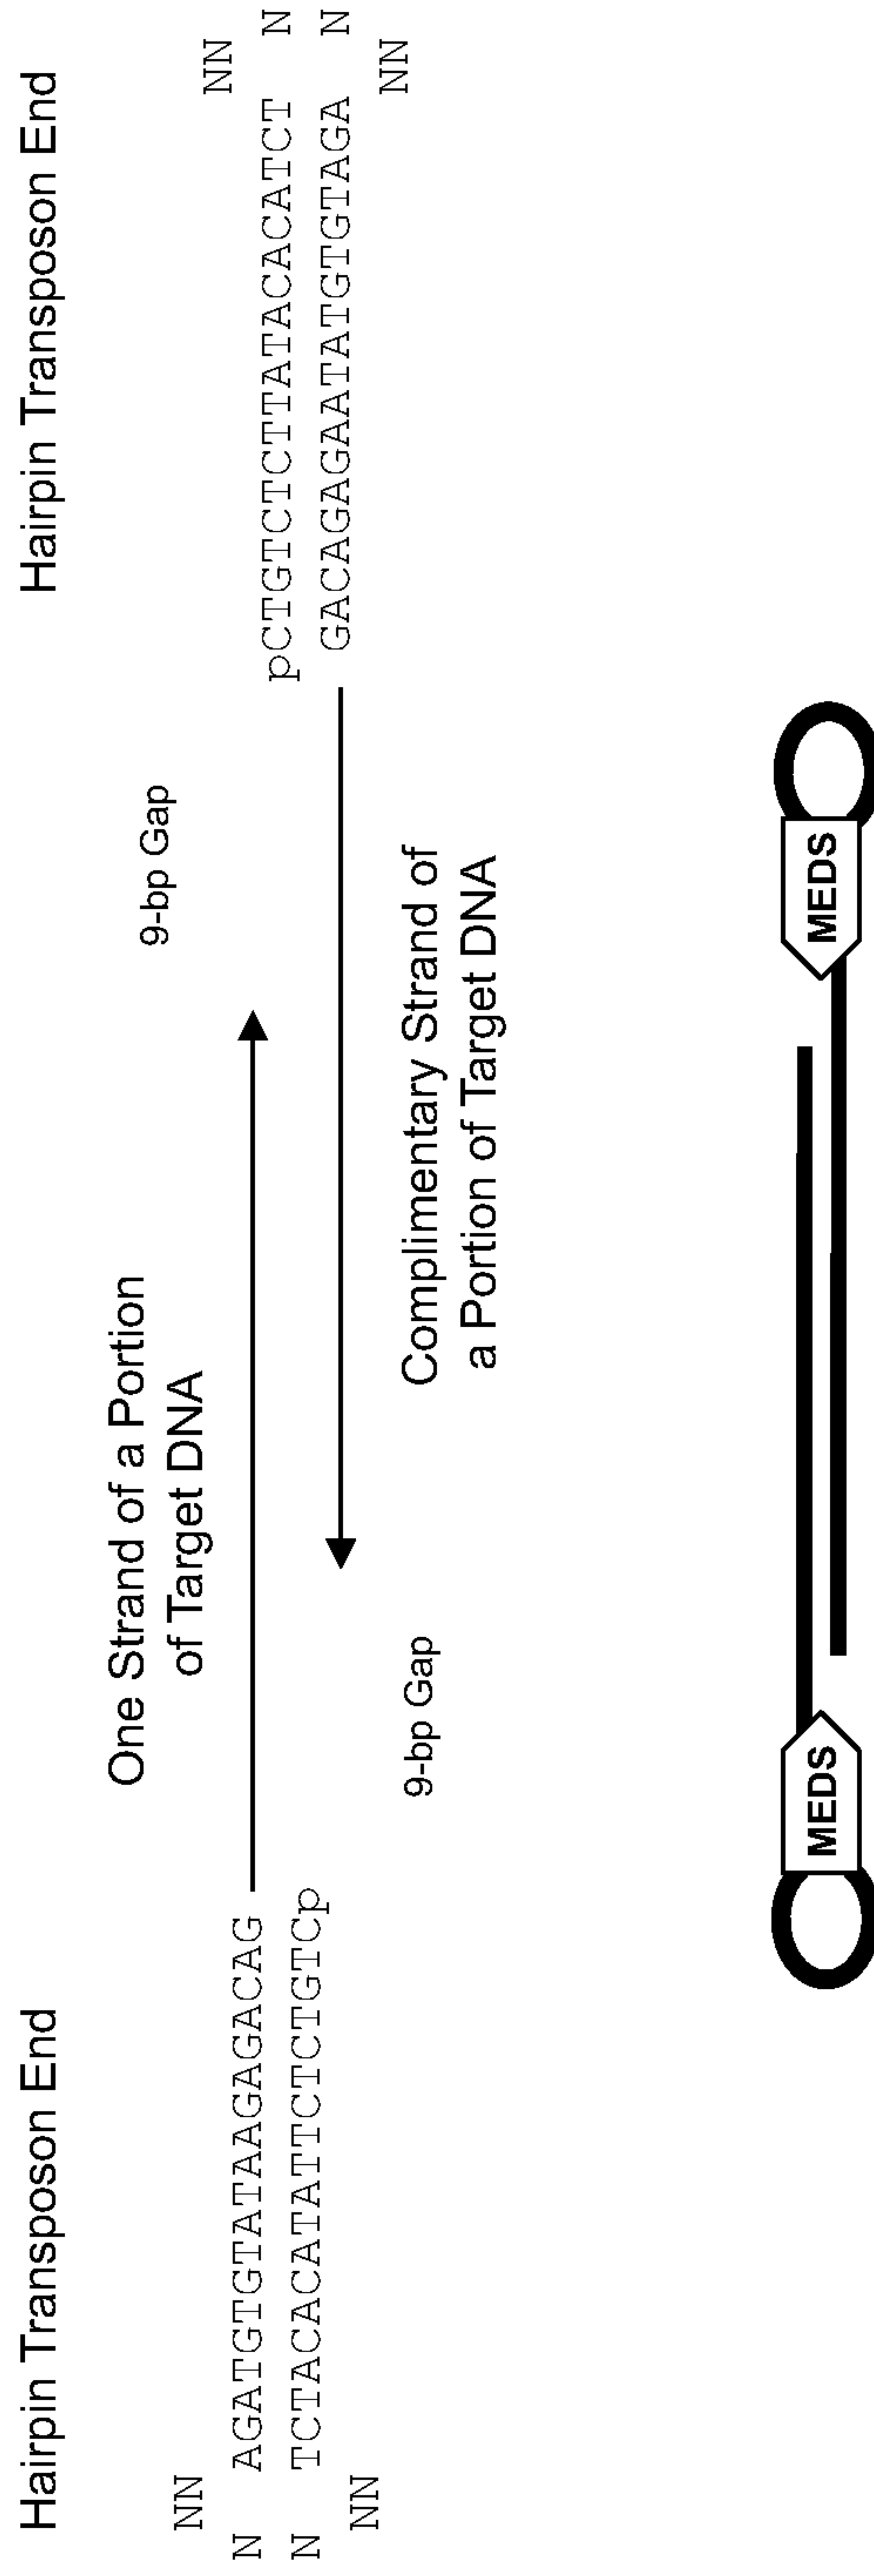 Hairpin Transposon End
Hairpin Transposon End
One Strand of a Portion
of Target DNA
9-bp Gap
NN
N AGATGTGTATAAGAGACAG
N TCTACACATATTCTCTGTCp
NN
NN
pCTGTCTCTTATACACATCT N
GACAGAGAATATGTGTAGA N
NN
9-bp Gap
Complimentary Strand of
a Portion of Target DNA
MEDS
MEDS